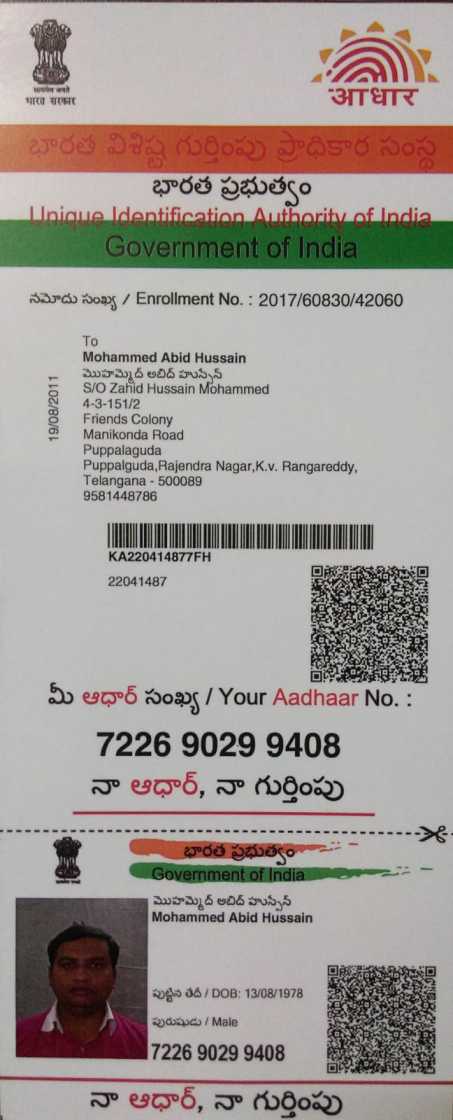 सत्यमेव जयते
भारत सरकार
आधार
భారత విశిష్ట గుర్తింపు ప్రాధికార సంస్థ
భారత ప్రభుత్వం
Unique Identification Authority of India
Government of India
నమోదు సంఖ్య / Enrollment No. : 2017/60830/42060
To
Mohammed Abid Hussain
మొహమ్మెద్ అబిద్ హుస్సేన్
S/O Zahid Hussain Mohammed
4-3-151/2
Friends Colony
Manikonda Road
Puppalaguda
Puppalguda,Rajendra Nagar,K.v. Rangareddy,
Telangana - 500089
9581448786
19/08/2011
KA220414877FH
22041487
మీ ఆధార్ సంఖ్య / Your Aadhaar No. :
7226 9029 9408
నా ఆధార్, నా గుర్తింపు
భారత ప్రభుత్వం
Government of India
మొహమ్మెద్ అబిద్ హుస్సేన్
Mohammed Abid Hussain
పుట్టిన తేదీ / DOB: 13/08/1978
పురుషుడు / Male
7226 9029 9408
నా ఆధార్, నా గుర్తింపు